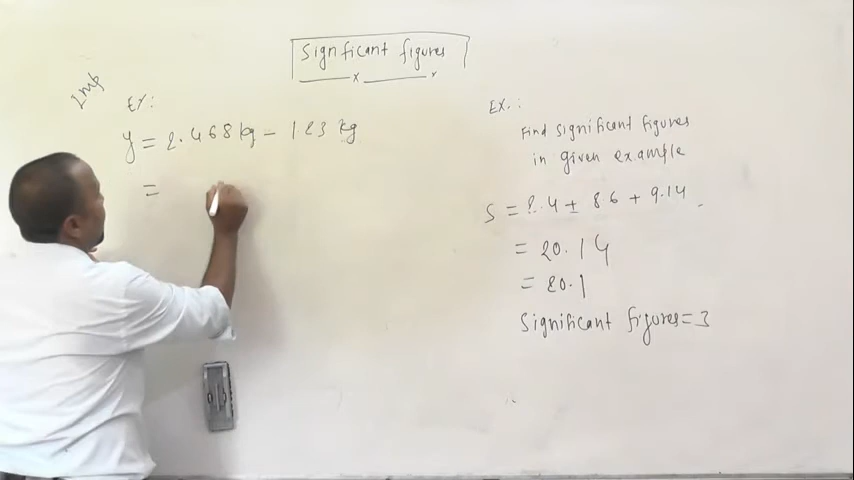 Signficant figures
Imp
Ex:
y = 2.468 kg - 123 kg
=
Ex.:
Find Significant figures
in given example
S = 2.4 ± 8.6 + 9.14
= 20.14
= 20.1
Significant figures = 3